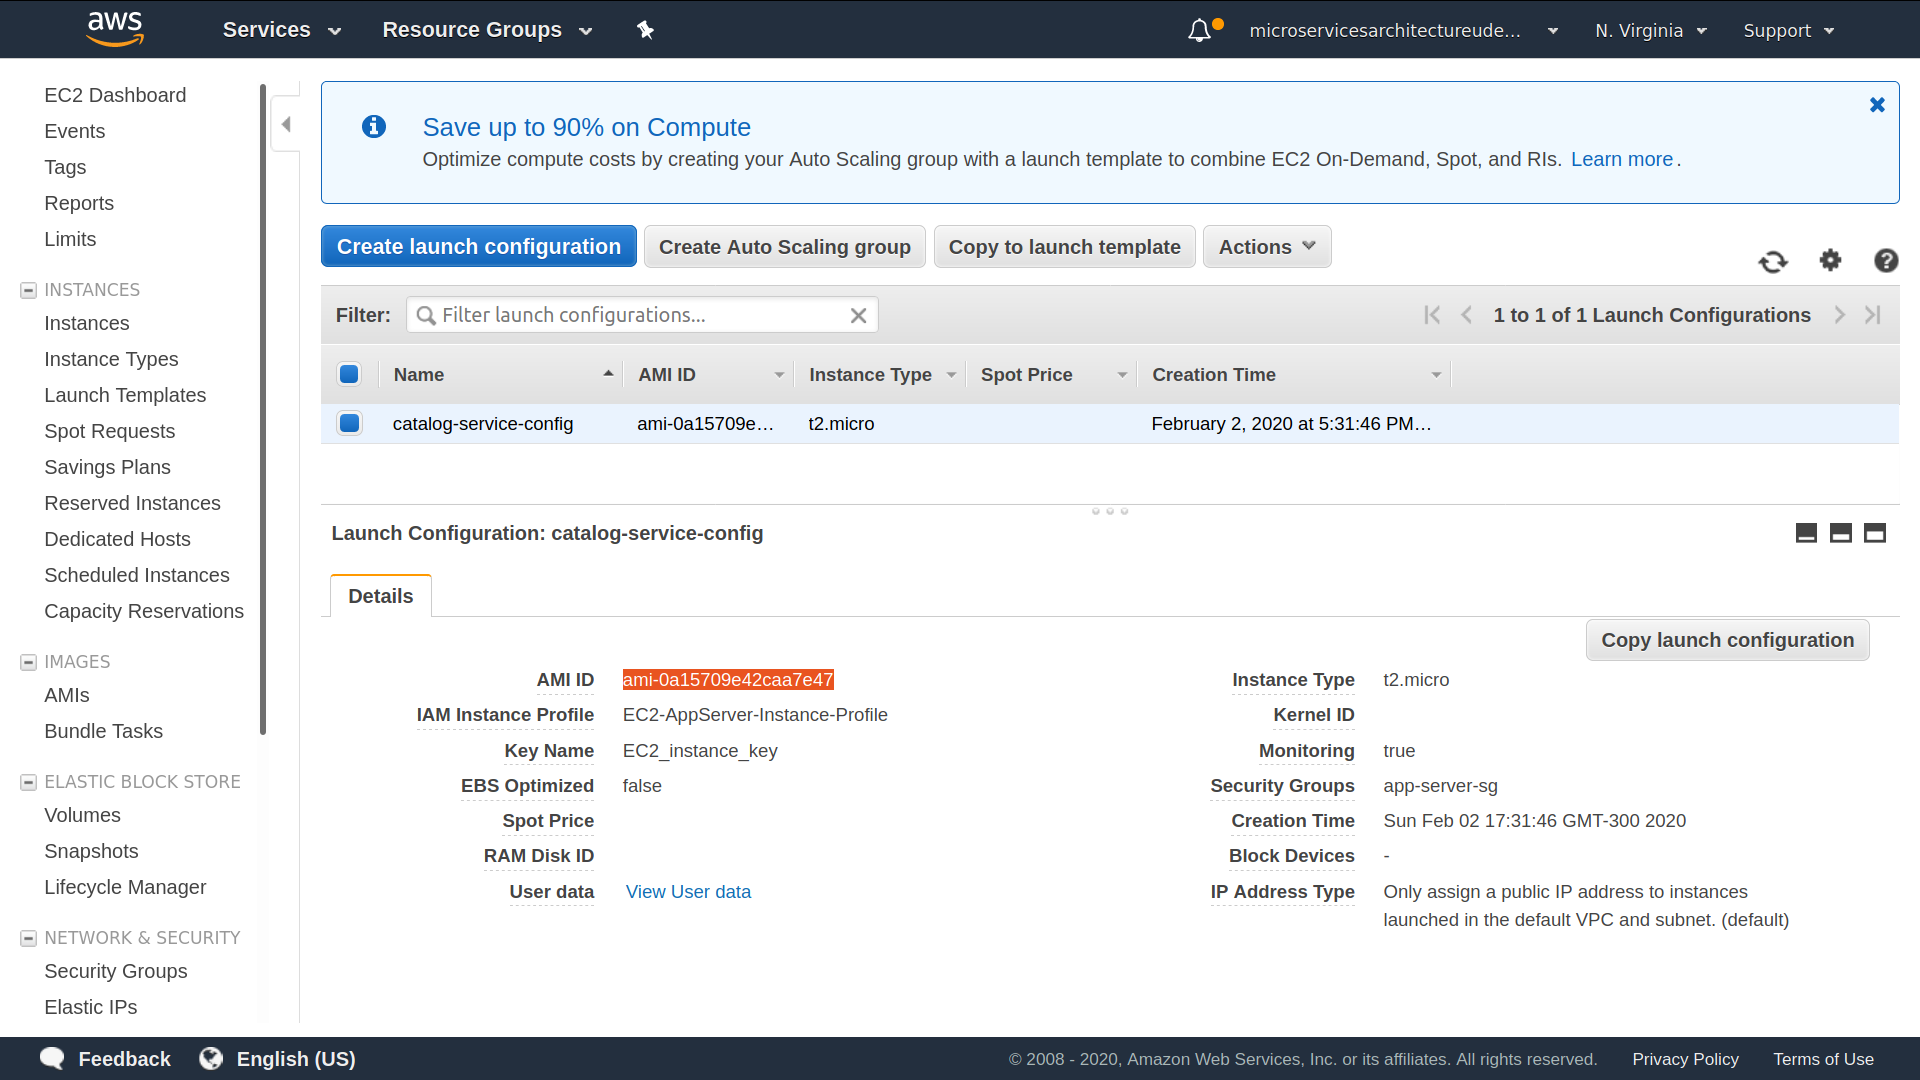 aws
Services
Resource Groups
microservicesarchitectureude...
N. Virginia
Support
EC2 Dashboard
Events
Tags
Reports
Limits
INSTANCES
Instances
Instance Types
Launch Templates
Spot Requests
Savings Plans
Reserved Instances
Dedicated Hosts
Scheduled Instances
Capacity Reservations
IMAGES
AMIs
Bundle Tasks
ELASTIC BLOCK STORE
Volumes
Snapshots
Lifecycle Manager
NETWORK & SECURITY
Security Groups
Elastic IPs
Save up to 90% on Compute
Optimize compute costs by creating your Auto Scaling group with a launch template to combine EC2 On-Demand, Spot, and RIs. Learn more.
Create launch configuration
Create Auto Scaling group
Copy to launch template
Actions
Filter:
Filter launch configurations...
1 to 1 of 1 Launch Configurations
Name
AMI ID
Instance Type
Spot Price
Creation Time
catalog-service-config
ami-0a15709e...
t2.micro
February 2, 2020 at 5:31:46 PM...
Launch Configuration: catalog-service-config
Details
Copy launch configuration
AMI ID ami-0a15709e42caa7e47
IAM Instance Profile EC2-AppServer-Instance-Profile
Key Name EC2_instance_key
EBS Optimized false
Spot Price
RAM Disk ID
User data View User data
Instance Type t2.micro
Kernel ID
Monitoring true
Security Groups app-server-sg
Creation Time Sun Feb 02 17:31:46 GMT-300 2020
Block Devices -
IP Address Type Only assign a public IP address to instances
launched in the default VPC and subnet. (default)
Feedback
English (US)
© 2008 - 2020, Amazon Web Services, Inc. or its affiliates. All rights reserved.
Privacy Policy
Terms of Use